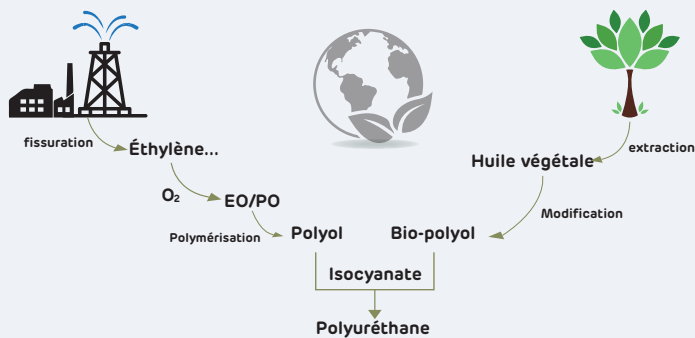 fissuration
Éthylène...
O₂
EO/PO
Polymérisation
Polyol
extraction
Huile végétale
Modification
Bio-polyol
Isocyanate
Polyuréthane